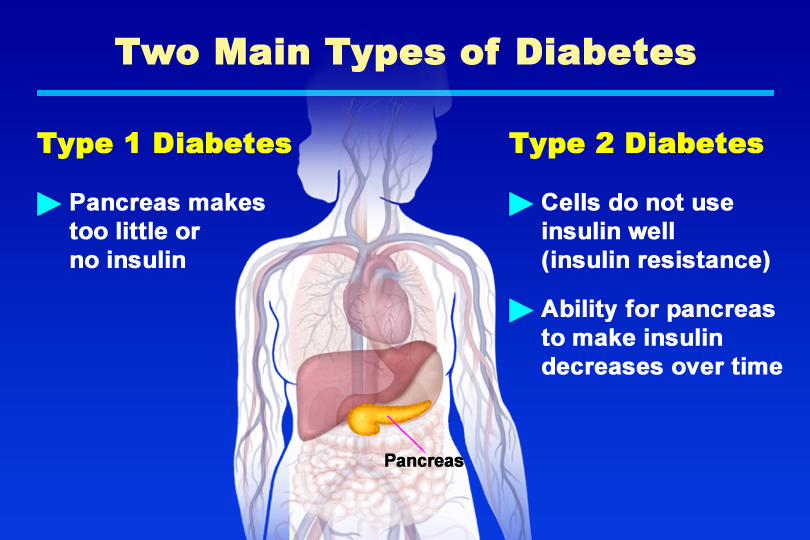 Two Main Types of Diabetes
Type 1 Diabetes
Pancreas makes
too little or
no insulin
Type 2 Diabetes
Cells do not use
insulin well
(insulin resistance)
Ability for pancreas
to make insulin
decreases over time
Pancreas